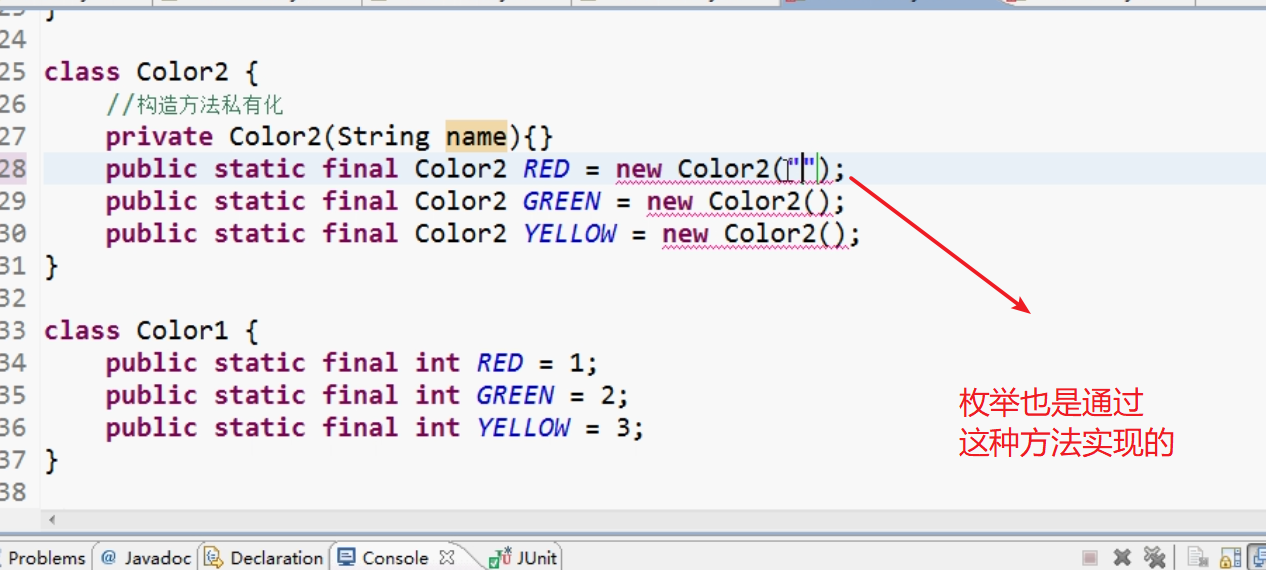 24
25 class Color2 {
26 //构造方法私有化
27 private Color2(String name){}
28 public static final Color2 RED = new Color2("");
29 public static final Color2 GREEN = new Color2();
30 public static final Color2 YELLOW = new Color2();
31 }
32
33 class Color1 {
34 public static final int RED = 1;
35 public static final int GREEN = 2;
36 public static final int YELLOW = 3;
37 }
38
枚举也是通过
这种方法实现的
Problems @ Javadoc Declaration Console JUnit